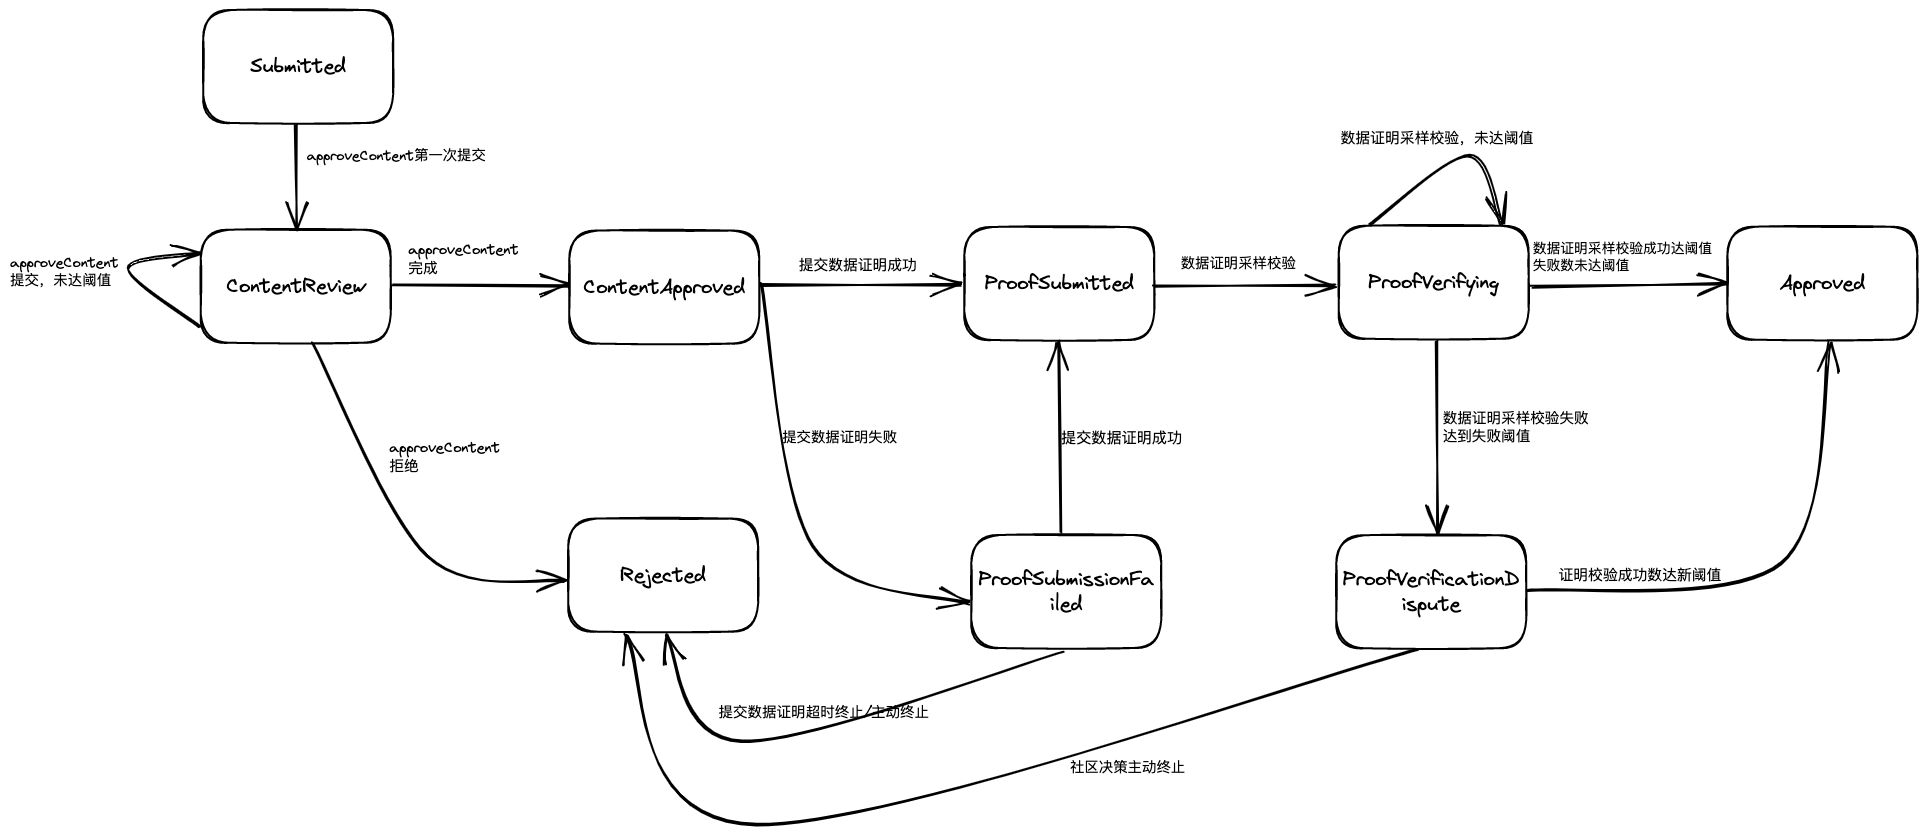 Submitted
approveContent第一次提交
数据证明采样校验，未达阈值
approveContent
提交，未达阈值
ContentReview
approveContent
完成
ContentApproved
提交数据证明成功
ProofSubmitted
数据证明采样校验
ProofVerifying
数据证明采样校验成功达阈值
失败数未达阈值
Approved
approveContent
拒绝
提交数据证明失败
提交数据证明成功
数据证明采样校验失败
达到失败阈值
Rejected
ProofSubmissionFa
iled
ProofVerificationD
ispute
证明校验成功数达新阈值
提交数据证明超时终止/主动终止
社区决策主动终止